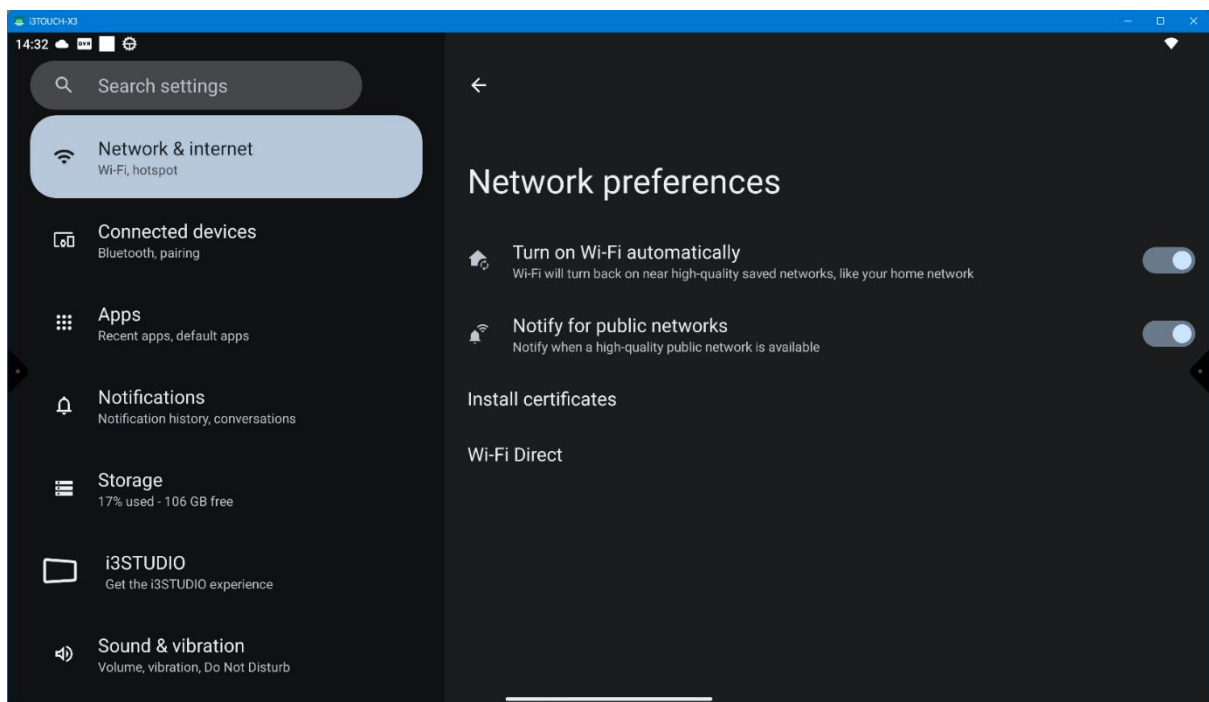 i3TOUCH-X3
14:32
Search settings
Network & internet
Wi-Fi, hotspot
Connected devices
Bluetooth, pairing
Apps
Recent apps, default apps
Notifications
Notification history, conversations
Storage
17% used - 106 GB free
i3STUDIO
Get the i3STUDIO experience
Sound & vibration
Volume, vibration, Do Not Disturb
Network preferences
Turn on Wi-Fi automatically
Wi-Fi will turn back on near high-quality saved networks, like your home network
Notify for public networks
Notify when a high-quality public network is available
Install certificates
Wi-Fi Direct